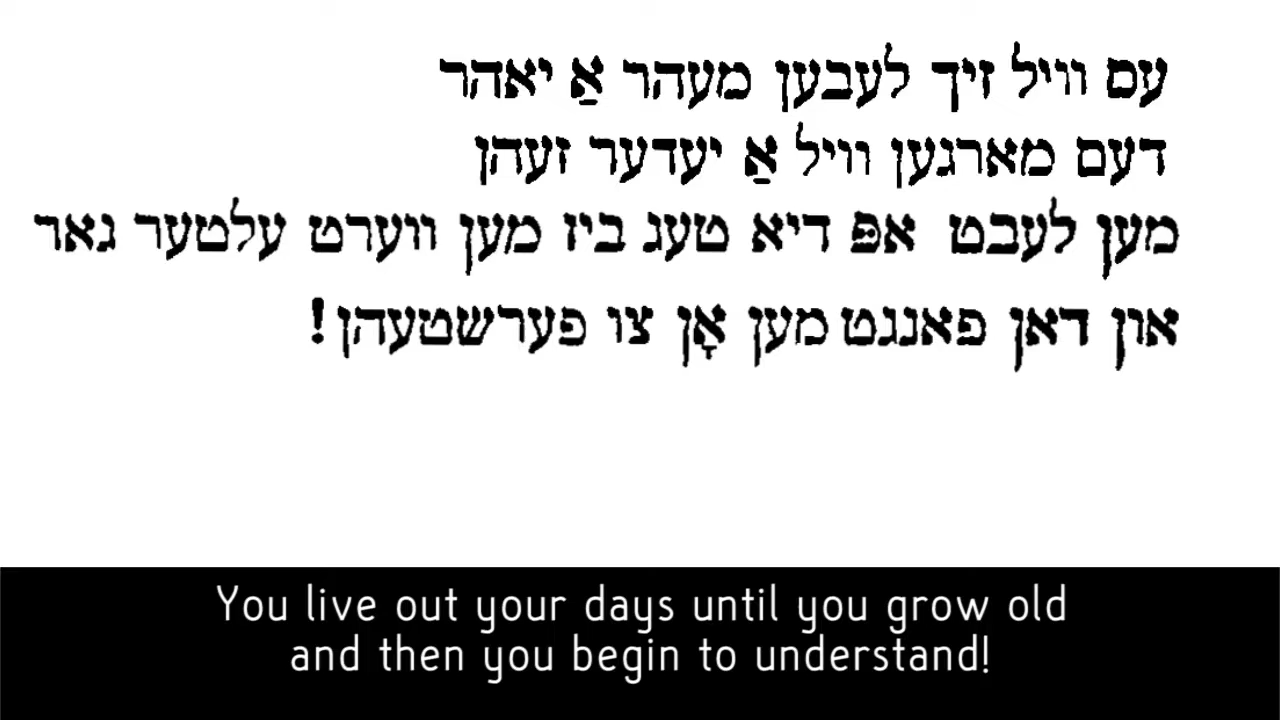 עס וויל זיך לעבען מעהר אַ יאהר
דעם מארגען וויל אַ יעדער זעהן
מען לעבט אפּ דיא טעג ביז מען ווערט עלטער גאר
און דאן פאנגט מען אָן צו פערשטעהן!
You live out your days until you grow old
and then you begin to understand!